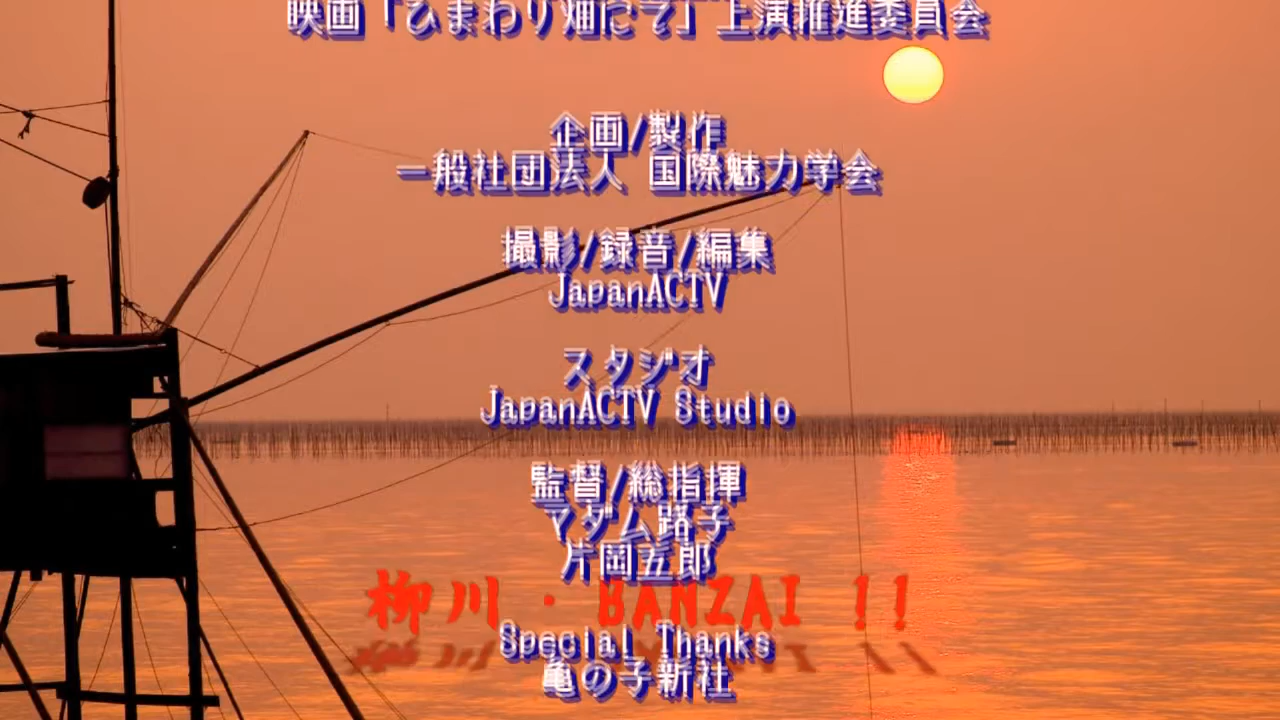 映画「ひまわり畑にて」上演推進委員会
企画/製作
一般社団法人 国際魅力学会
撮影/録音/編集
JapanACTV
スタジオ
JapanACTV Studio
監督/総指揮
マダム路子
片岡五郎
柳川・BANZAI !!
Special Thanks
亀の子新社